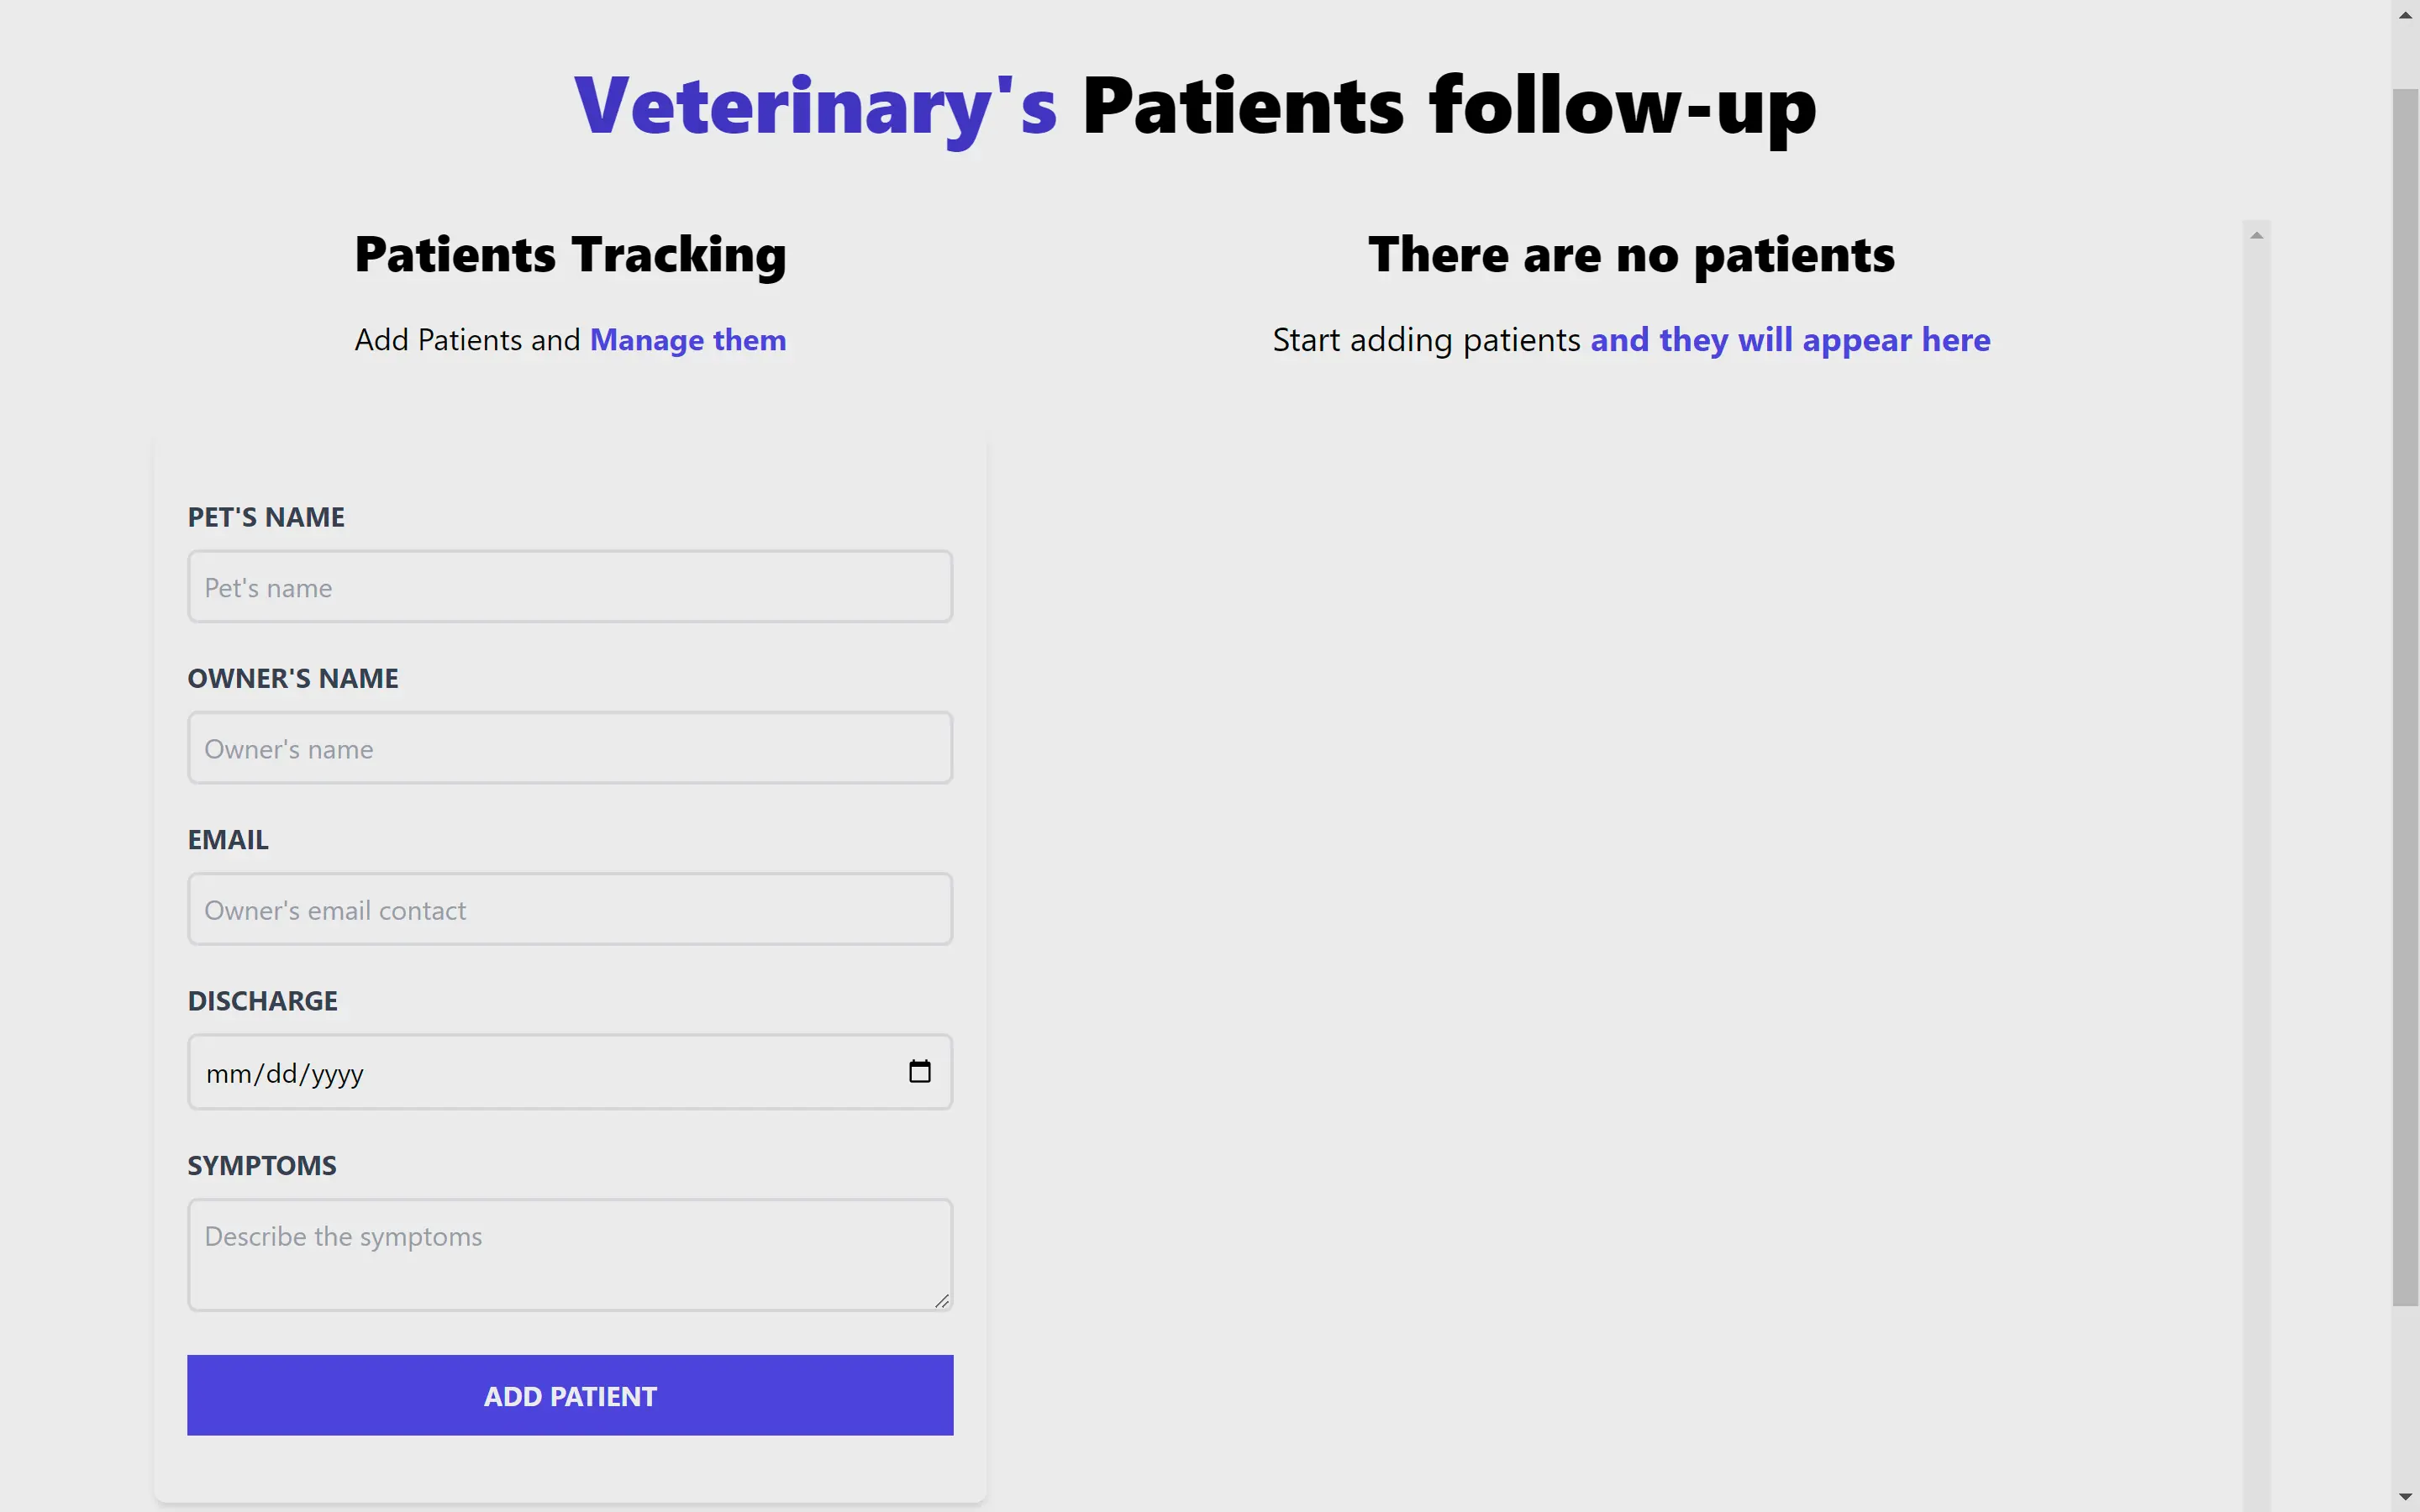 Veterinary's Patients follow-up
Patients Tracking
Add Patients and Manage them
PET'S NAME
Pet's name
OWNER'S NAME
Owner's name
EMAIL
Owner's email contact
DISCHARGE
mm/dd/yyyy
SYMPTOMS
Describe the symptoms
ADD PATIENT
There are no patients
Start adding patients and they will appear here